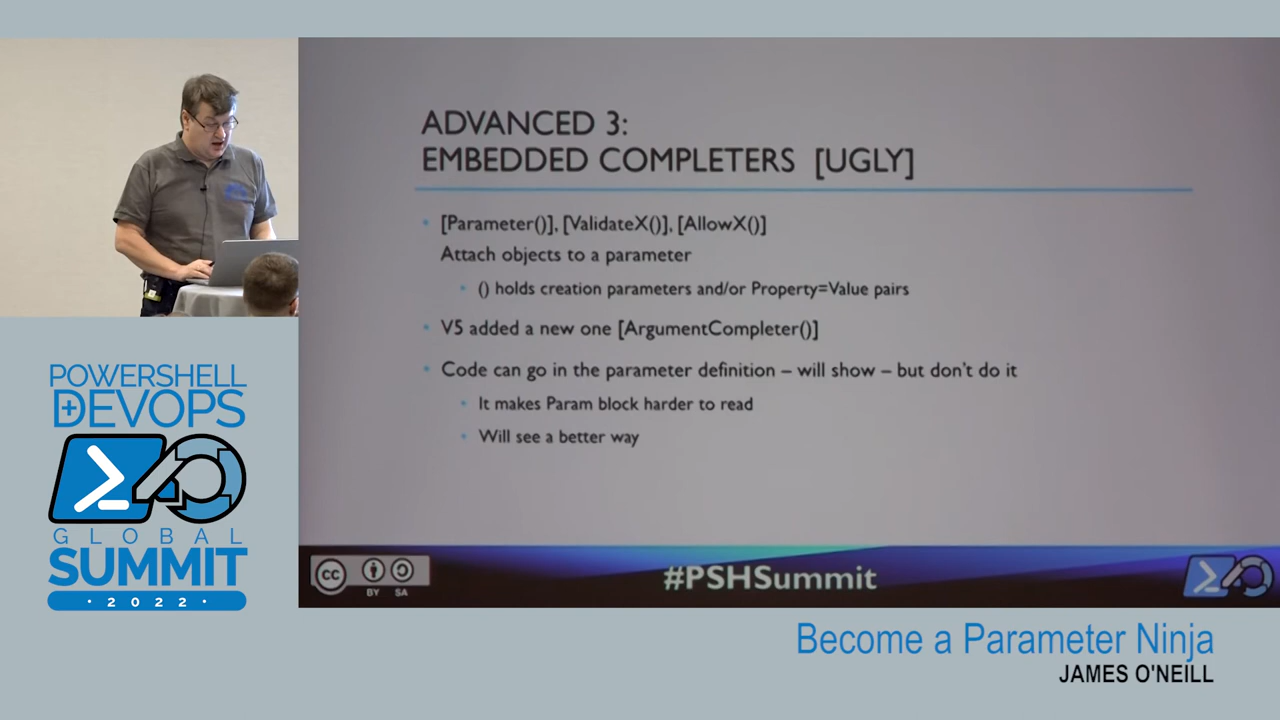 ADVANCED 3:
EMBEDDED COMPLETERS [UGLY]
• [Parameter()], [ValidateX()], [AllowX()]
Attach objects to a parameter
• () holds creation parameters and/or Property=Value pairs
• V5 added a new one [ArgumentCompleter()]
• Code can go in the parameter definition – will show – but don't do it
• It makes Param block harder to read
• Will see a better way
cc BY SA
#PSHSummit
POWERSHELL
+DEVOPS
GLOBAL
SUMMIT
· 2022 ·
Become a Parameter Ninja
JAMES O'NEILL